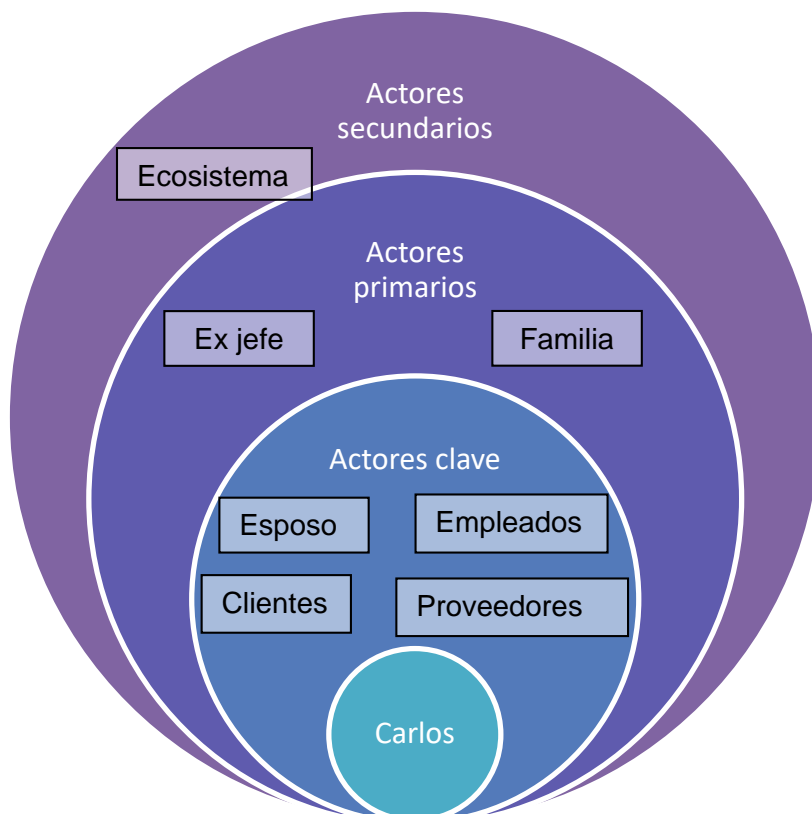 Actores
secundarios
Ecosistema
Actores
primarios
Ex jefe
Familia
Actores clave
Esposo
Empleados
Clientes
Proveedores
Carlos